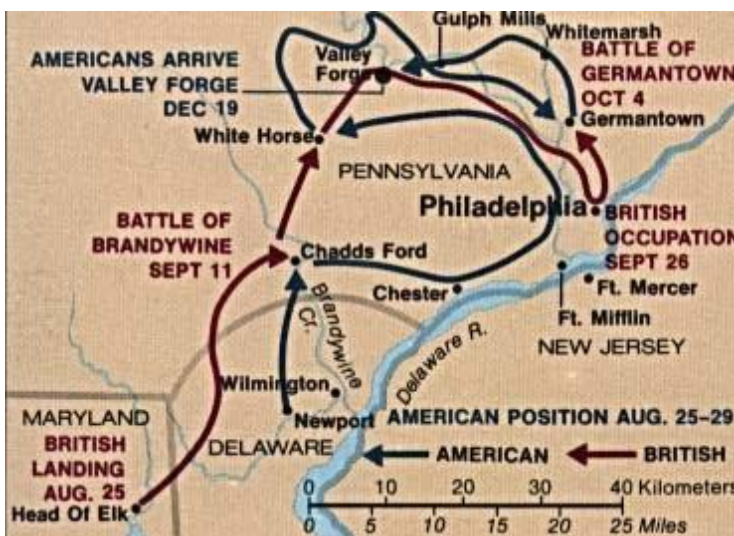 Gulph Mills
Whitemarsh
AMERICANS ARRIVE
VALLEY FORGE
DEC 19
Valley
Forge
BATTLE OF
GERMANTOWN
OCT 4
Germantown
White Horse
PENNSYLVANIA
Philadelphia
BATTLE OF
BRANDYWINE
SEPT 11
BRITISH
OCCUPATION
SEPT 26
Chadds Ford
Chester
Ft. Mercer
Ft. Mifflin
Brandywine
Cr.
Delaware R.
NEW JERSEY
Wilmington
Newport
AMERICAN POSITION AUG. 25–29
MARYLAND
DELAWARE
BRITISH
LANDING
AUG. 25
Head Of Elk
AMERICAN
BRITISH
0 10 20 30 40 Kilometers
0 5 10 15 20 25 Miles